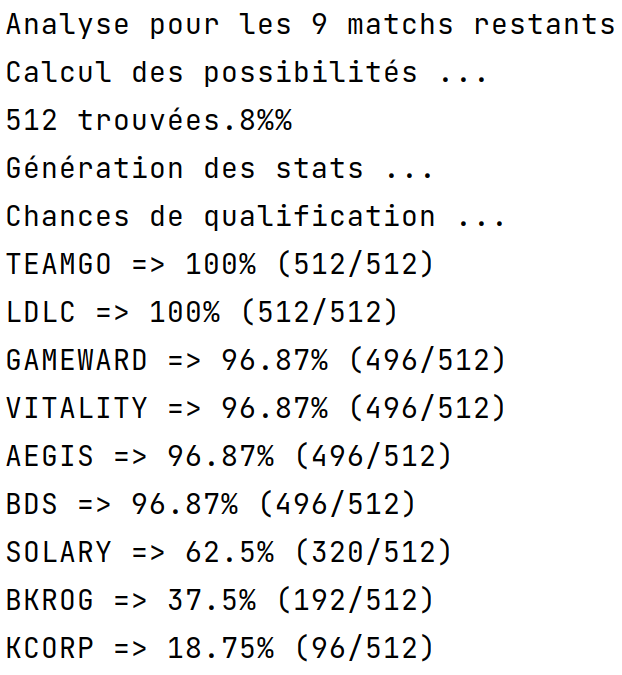 Analyse pour les 9 matchs restants
Calcul des possibilités ...
512 trouvées.8%%
Génération des stats ...
Chances de qualification ...
TEAMGO => 100% (512/512)
LDLC => 100% (512/512)
GAMEWARD => 96.87% (496/512)
VITALITY => 96.87% (496/512)
AEGIS => 96.87% (496/512)
BDS => 96.87% (496/512)
SOLARY => 62.5% (320/512)
BKROG => 37.5% (192/512)
KCORP => 18.75% (96/512)